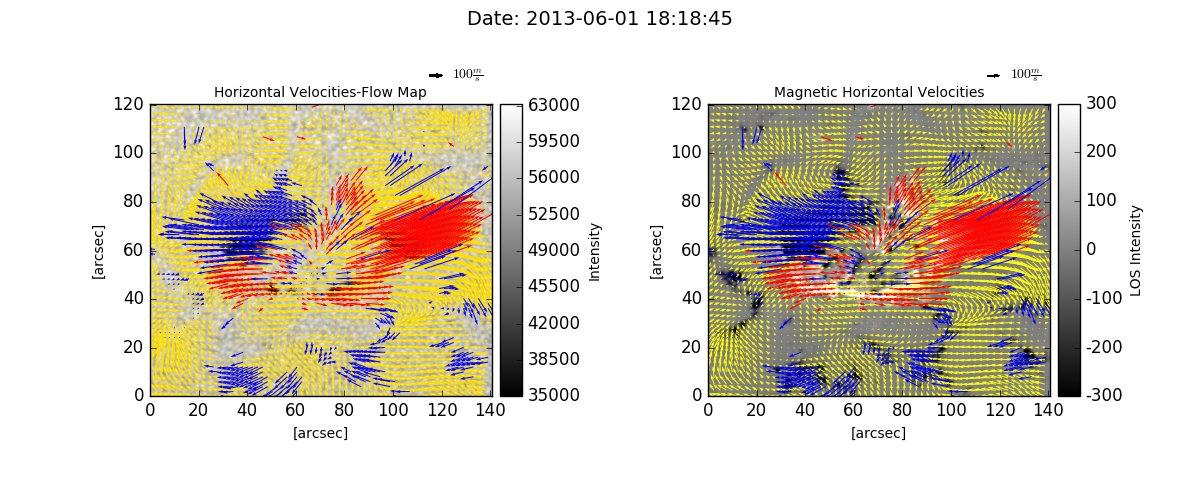 Date: 2013-06-01 18:18:45
100 m/s
Horizontal Velocities-Flow Map
120
100
80
60
40
20
0
[arcsec]
0 20 40 60 80 100 120 140
[arcsec]
63000
59500
56000
52500
49000
45500
42000
38500
35000
Intensity
100 m/s
Magnetic Horizontal Velocities
120
100
80
60
40
20
0
[arcsec]
0 20 40 60 80 100 120 140
[arcsec]
300
200
100
0
-100
-200
-300
LOS Intensity